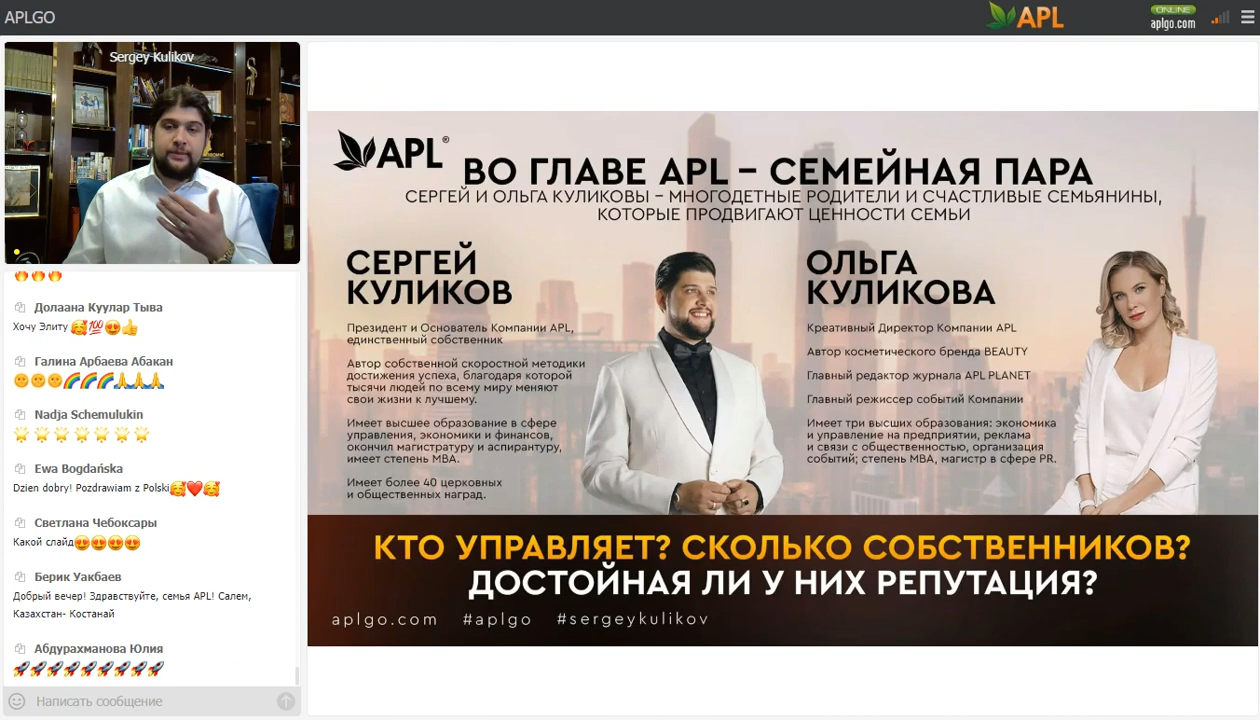 APLGO
APL
ONLINE
aplgo.com
Sergey Kulikov
Долаана Куулар Тыва
Хочу Элиту 🥰💯😍👍
Галина Арбаева Абакан
Nadja Schemulukin
Ewa Bogdańska
Dzien dobry! Pozdrawiam z Polski🥰❤️🥰
Светлана Чебоксары
Какой слайд😍😍😍😍
Берик Уакбаев
Добрый вечер! Здравствуйте, семья APL! Салем,
Казахстан- Костанай
Абдурахманова Юлия
Написать сообщение
APL®
ВО ГЛАВЕ APL – СЕМЕЙНАЯ ПАРА
СЕРГЕЙ И ОЛЬГА КУЛИКОВЫ – МНОГОДЕТНЫЕ РОДИТЕЛИ И СЧАСТЛИВЫЕ СЕМЬЯНИНЫ,
КОТОРЫЕ ПРОДВИГАЮТ ЦЕННОСТИ СЕМЬИ
СЕРГЕЙ
КУЛИКОВ
Президент и Основатель Компании APL,
единственный собственник
Автор собственной скоростной методики
достижения успеха, благодаря которой
тысячи людей по всему миру меняют
свои жизни к лучшему.
Имеет высшее образование в сфере
управления, экономики и финансов,
окончил магистратуру и аспирантуру,
имеет степень MBA.
Имеет более 40 церковных
и общественных наград.
ОЛЬГА
КУЛИКОВА
Креативный Директор Компании APL
Автор косметического бренда BEAUTY
Главный редактор журнала APL PLANET
Главный режиссер событий Компании
Имеет три высших образования: экономика
и управление на предприятии, реклама
и связи с общественностью, организация
событий; степень MBA, магистр в сфере PR.
КТО УПРАВЛЯЕТ? СКОЛЬКО СОБСТВЕННИКОВ?
ДОСТОЙНАЯ ЛИ У НИХ РЕПУТАЦИЯ?
aplgo.com #aplgo #sergeykulikov